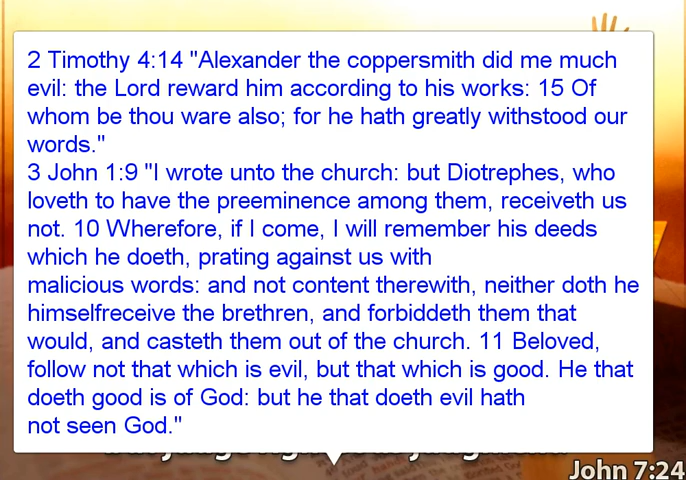 2 Timothy 4:14 "Alexander the coppersmith did me much
evil: the Lord reward him according to his works: 15 Of
whom be thou ware also; for he hath greatly withstood our
words."
3 John 1:9 "I wrote unto the church: but Diotrephes, who
loveth to have the preeminence among them, receiveth us
not. 10 Wherefore, if I come, I will remember his deeds
which he doeth, prating against us with
malicious words: and not content therewith, neither doth he
himselfreceive the brethren, and forbiddeth them that
would, and casteth them out of the church. 11 Beloved,
follow not that which is evil, but that which is good. He that
doeth good is of God: but he that doeth evil hath
not seen God."
John 7:24